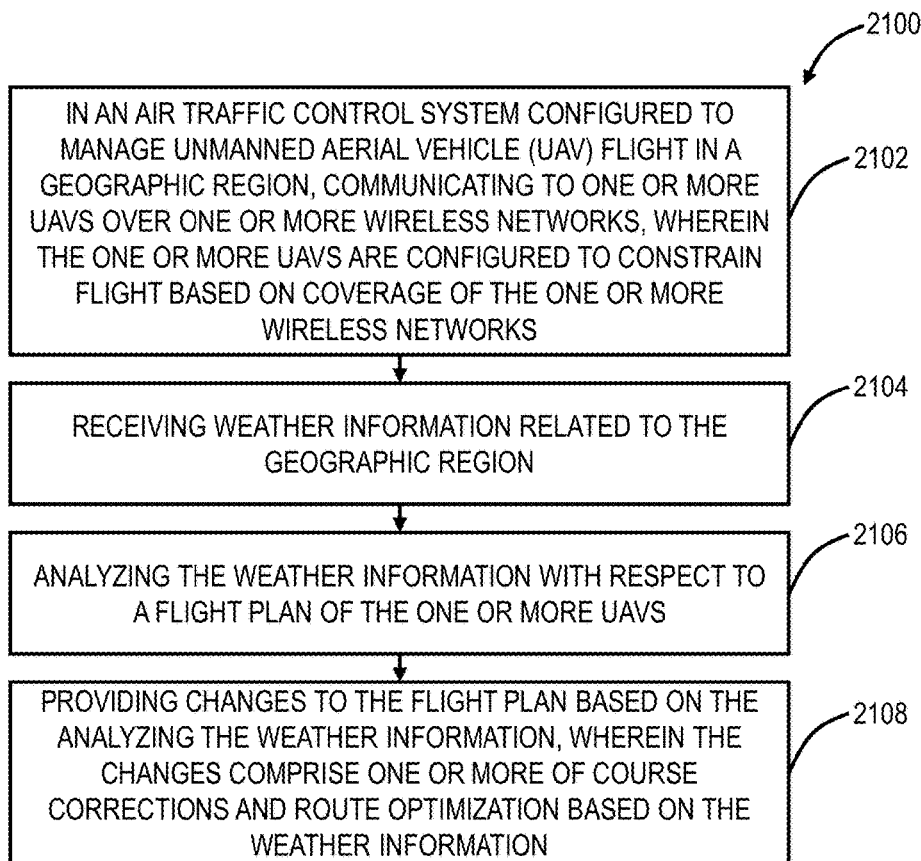 2100
IN AN AIR TRAFFIC CONTROL SYSTEM CONFIGURED TO
MANAGE UNMANNED AERIAL VEHICLE (UAV) FLIGHT IN A
GEOGRAPHIC REGION, COMMUNICATING TO ONE OR MORE
UAVS OVER ONE OR MORE WIRELESS NETWORKS, WHEREIN
THE ONE OR MORE UAVS ARE CONFIGURED TO CONSTRAIN
FLIGHT BASED ON COVERAGE OF THE ONE OR MORE
WIRELESS NETWORKS
2102
RECEIVING WEATHER INFORMATION RELATED TO THE
GEOGRAPHIC REGION
2104
ANALYZING THE WEATHER INFORMATION WITH RESPECT TO
A FLIGHT PLAN OF THE ONE OR MORE UAVS
2106
PROVIDING CHANGES TO THE FLIGHT PLAN BASED ON THE
ANALYZING THE WEATHER INFORMATION, WHEREIN THE
CHANGES COMPRISE ONE OR MORE OF COURSE
CORRECTIONS AND ROUTE OPTIMIZATION BASED ON THE
WEATHER INFORMATION
2108